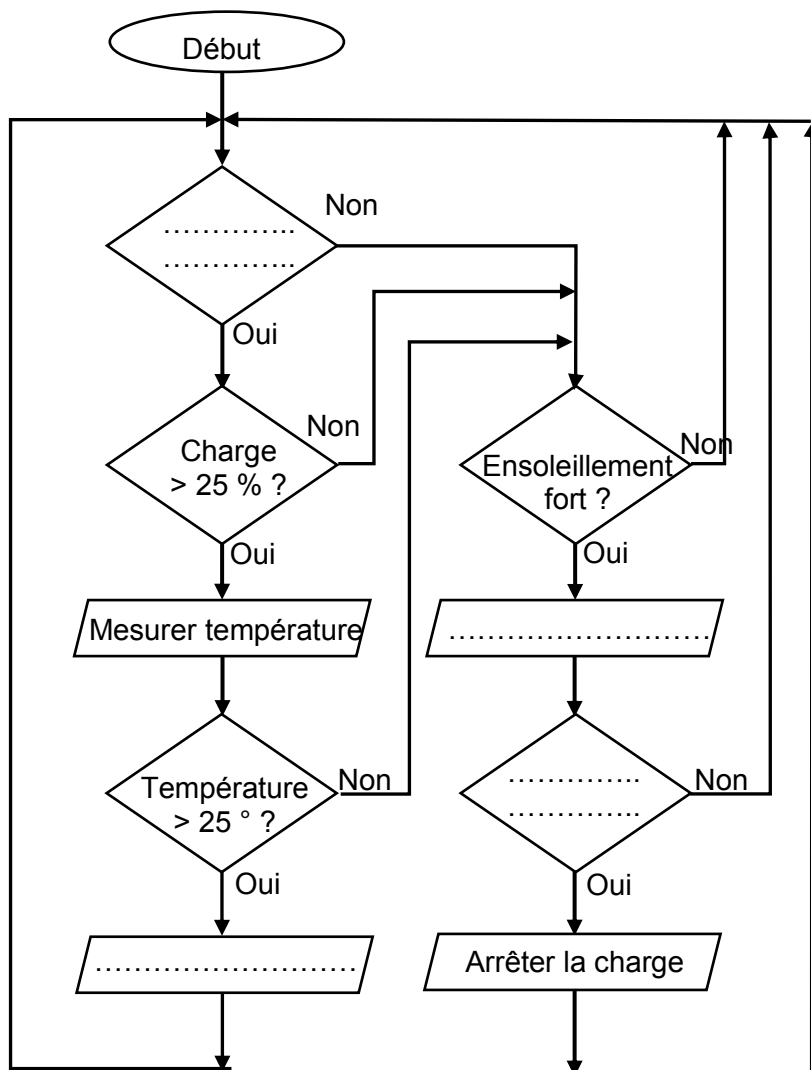 Début
Non
…………..
…………..
Oui
Charge
> 25 % ?
Non
Ensoleillement
fort ?
Non
Oui
Oui
Mesurer température
………………………
Température
> 25 ° ?
Non
…………..
…………..
Non
Oui
Oui
………………………
Arrêter la charge